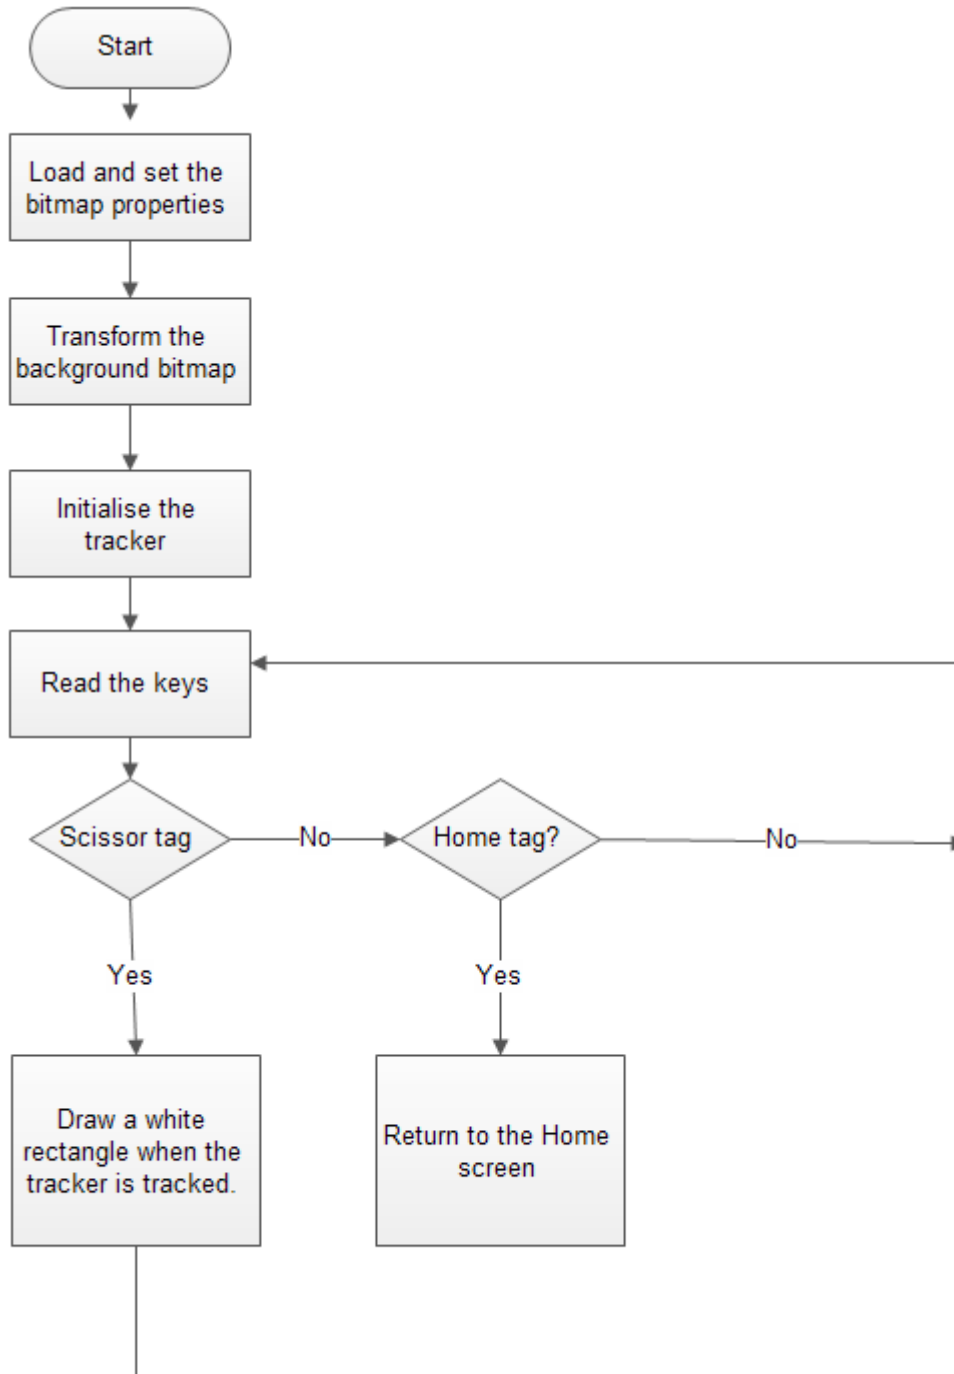 Start
Load and set the
bitmap properties
Transform the
background bitmap
Initialise the
tracker
Read the keys
Scissor tag
No
Home tag?
No
Yes
Yes
Draw a white
rectangle when the
tracker is tracked.
Return to the Home
screen